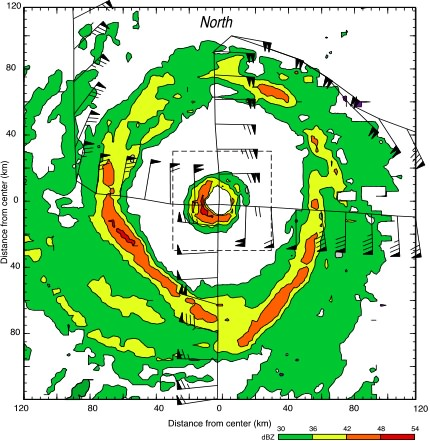 North
120
80
40
0
40
80
Distance from center (km)
120 80 40 0 40 80 120
Distance from center (km)
dBZ 30 36 42 48 54